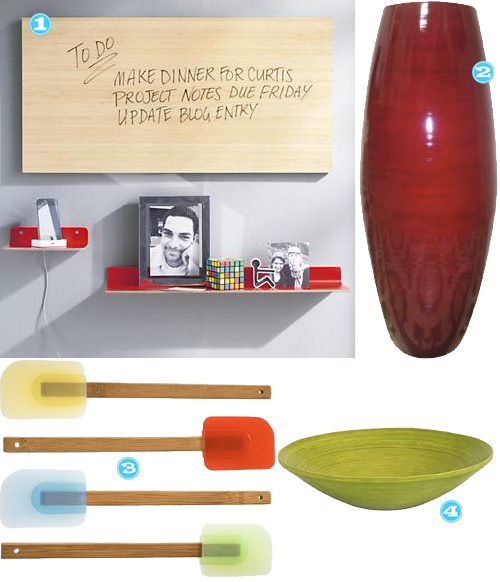 1
TO DO
MAKE DINNER FOR CURTIS
PROJECT NOTES DUE FRIDAY
UPDATE BLOG ENTRY
2
3
4